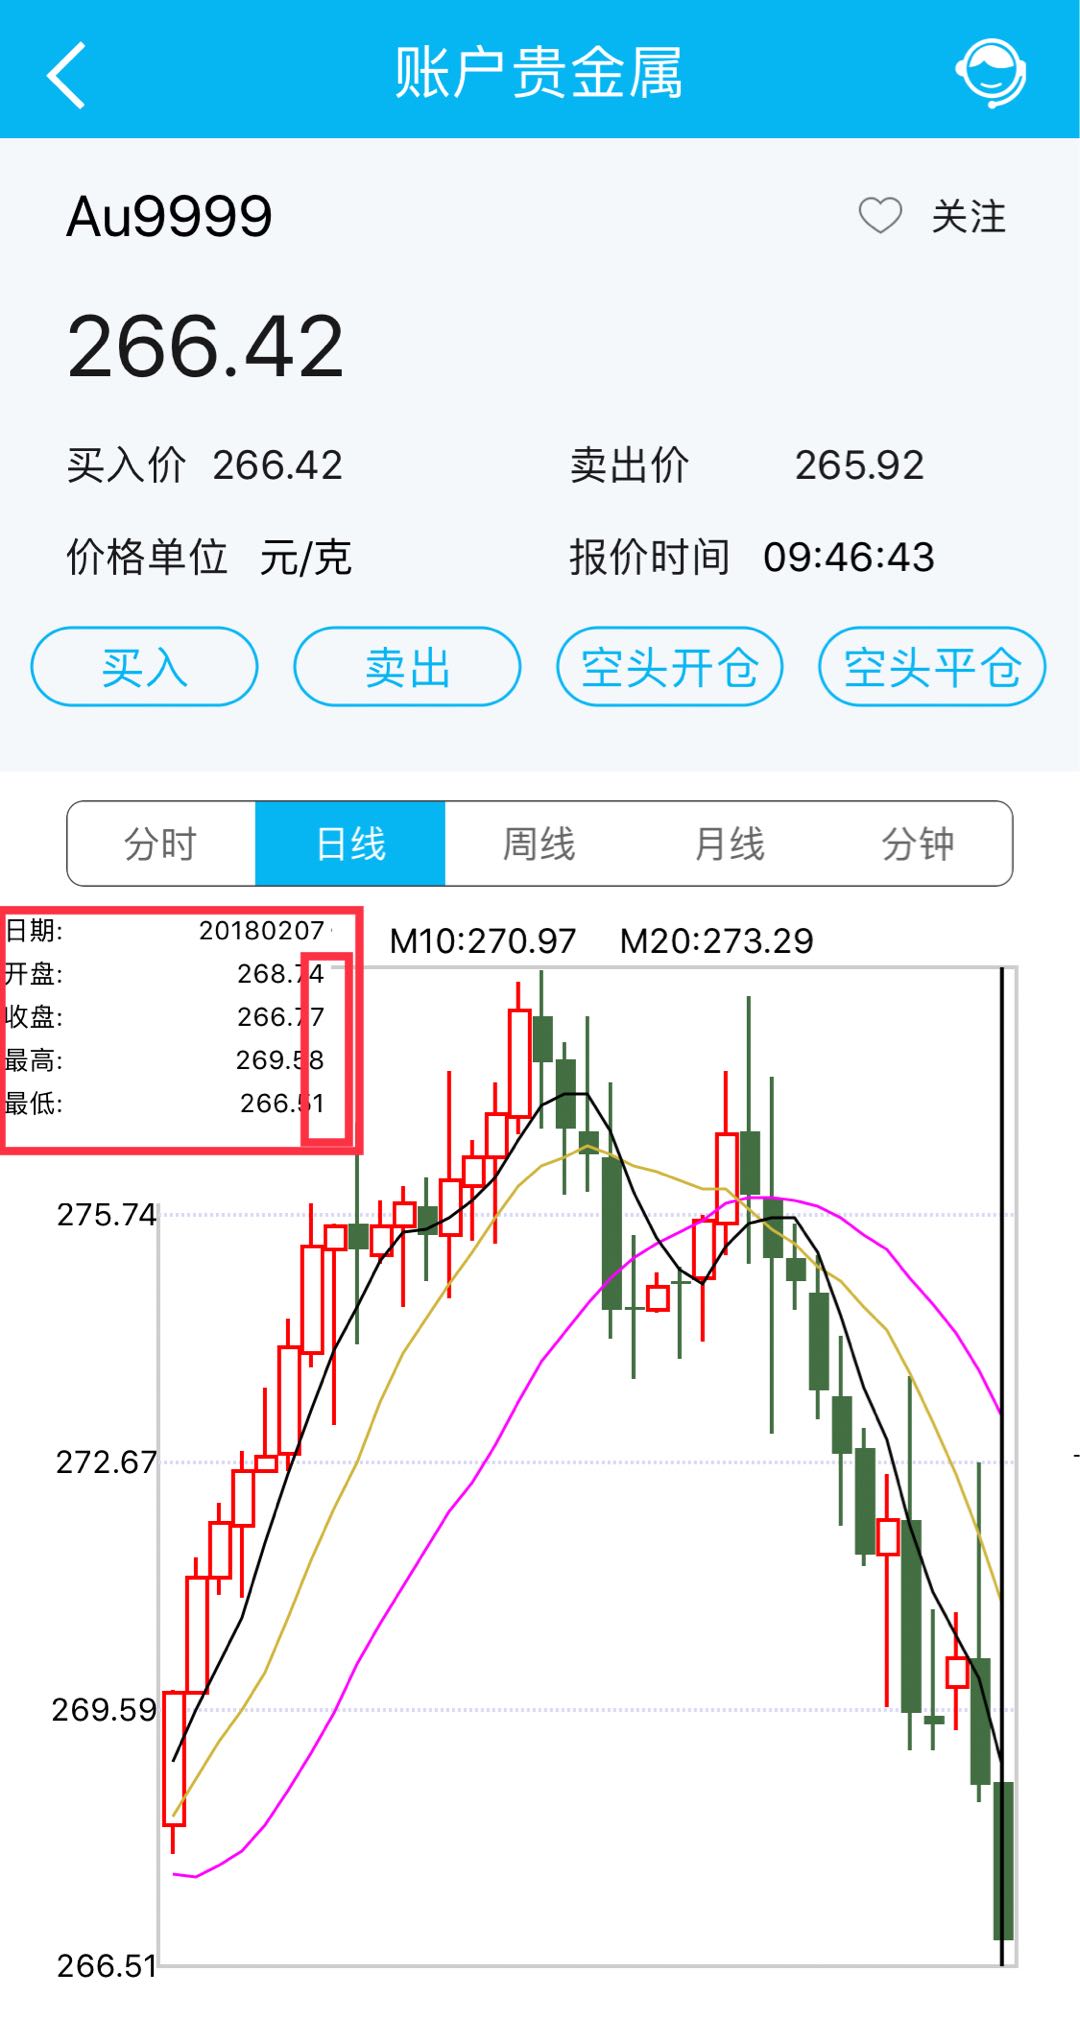 账户贵金属
Au9999
关注
266.42
买入价 266.42 卖出价 265.92
价格单位 元/克 报价时间 09:46:43
买入 卖出 空头开仓 空头平仓
分时 日线 周线 月线 分钟
日期: 20180207
M10:270.97 M20:273.29
开盘: 268.74
收盘: 266.77
最高: 269.58
最低: 266.51
275.74
272.67
269.59
266.51